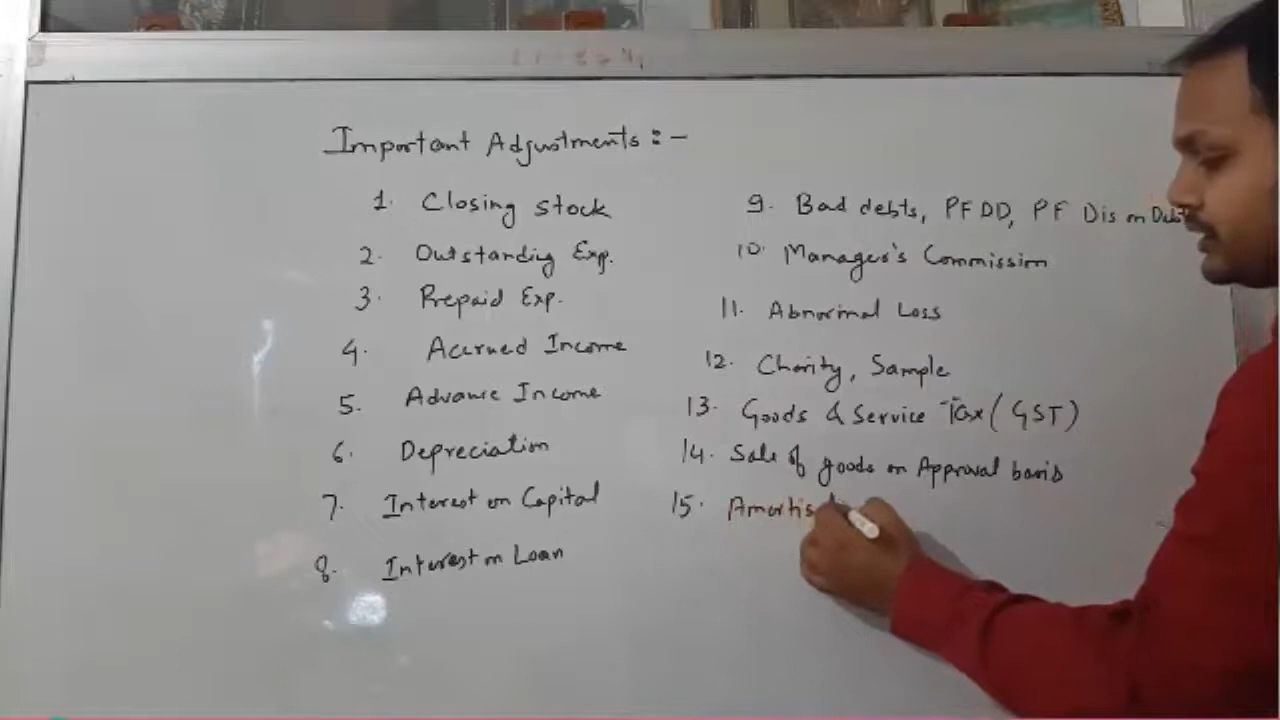 Important Adjustments :-
1. Closing stock
2. Outstanding Exp.
3. Prepaid Exp.
4. Accrued Income
5. Advance Income
6. Depreciation
7. Interest on Capital
8. Interest on Loan
9. Bad debts, PFDD, PF Dis on Debt
10. Manager's Commission
11. Abnormal Loss
12. Charity, Sample
13. Goods & Service Tax (GST)
14. Sale of goods on Approval basis
15. Amortis